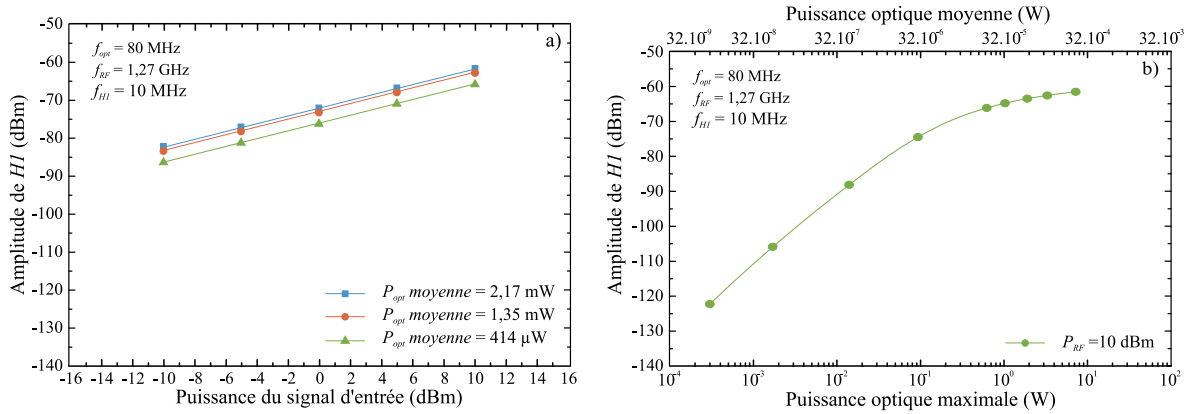 -50
-60
-70
-80
-90
-100
-110
-120
-130
-140
Amplitude de H1 (dBm)
f_opt = 80 MHz
f_RF = 1,27 GHz
f_H1 = 10 MHz
a)
P_opt moyenne = 2,17 mW
P_opt moyenne = 1,35 mW
P_opt moyenne = 414 µW
-16 -14 -12 -10 -8 -6 -4 -2 0 2 4 6 8 10 12 14 16
Puissance du signal d'entrée (dBm)
Puissance optique moyenne (W)
32.10⁻⁹ 32.10⁻⁸ 32.10⁻⁷ 32.10⁻⁶ 32.10⁻⁵ 32.10⁻⁴ 32.10⁻³
-50
-60
-70
-80
-90
-100
-110
-120
-130
-140
Amplitude de H1 (dBm)
f_opt = 80 MHz
f_RF = 1,27 GHz
f_H1 = 10 MHz
b)
P_RF =10 dBm
10⁻⁴ 10⁻³ 10⁻² 10⁻¹ 10⁰ 10¹ 10²
Puissance optique maximale (W)